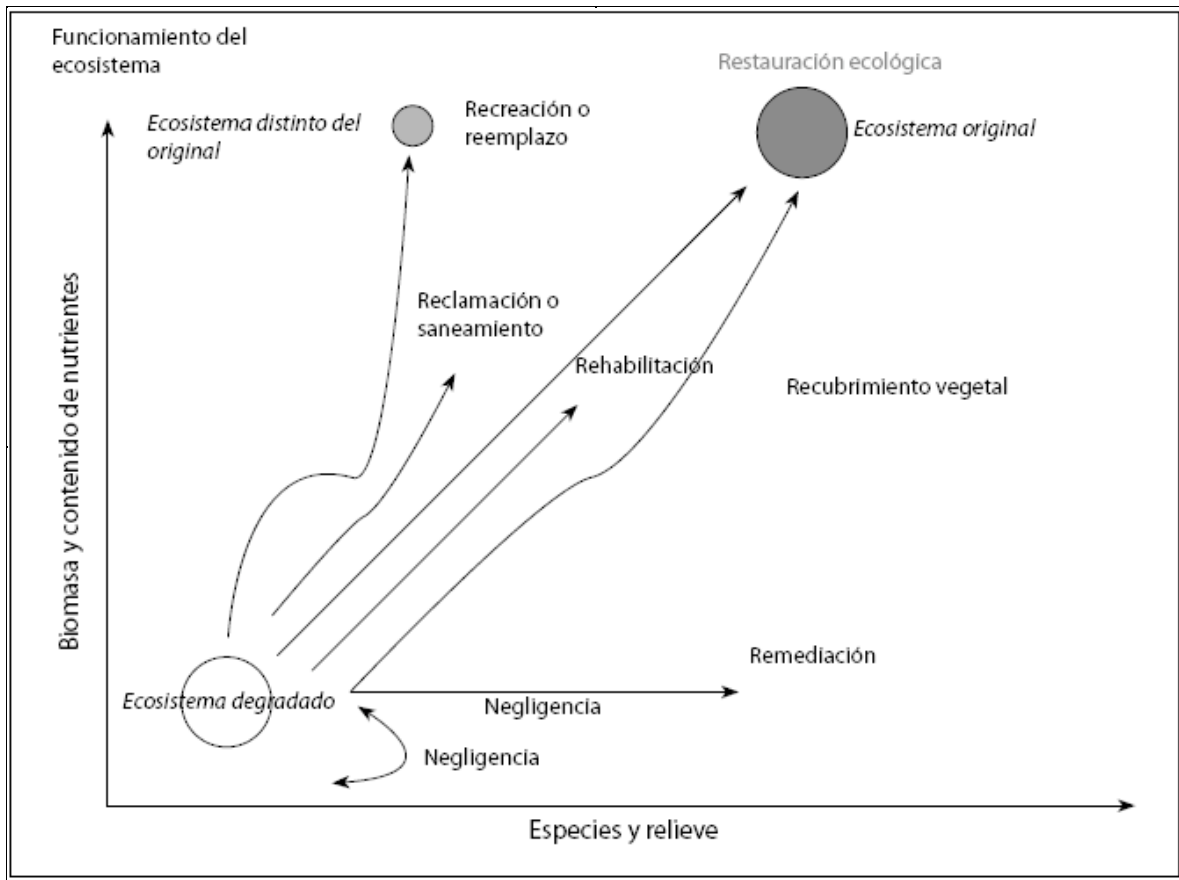 Funcionamiento del
ecosistema
Restauración ecológica
Ecosistema distinto del
original
Recreación o
reemplazo
Ecosistema original
Reclamación o
saneamiento
Rehabilitación
Recubrimiento vegetal
Biomasa y contenido de nutrientes
Remediación
Ecosistema degradado
Negligencia
Negligencia
Especies y relieve